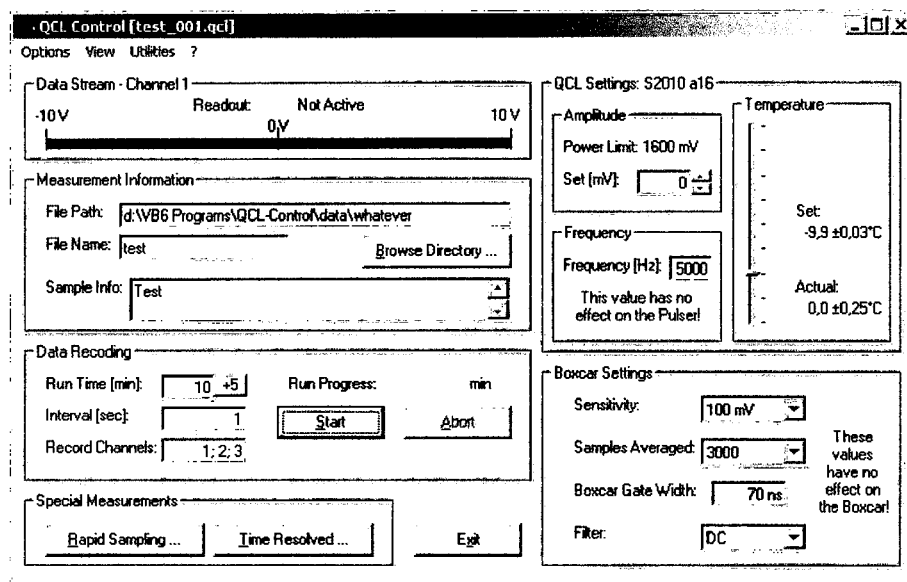 QCL Control [test_001.qcl]
Options View Utilities ?
Data Stream - Channel 1
Readout: Not Active
-10 V 0 V 10 V
Measurement Information
File Path: d:\VB6 Programs\QCL-Control\data\whatever
File Name: test
Browse Directory ...
Sample Info: Test
Data Recoding
Run Time [min]: 10 +5 Run Progress: min
Interval [sec]: 1 Start Abort
Record Channels: 1; 2; 3
Special Measurements
Rapid Sampling ... Time Resolved ... Exit
QCL Settings: S2010 a16
Amplitude
Power Limit: 1600 mV
Set [mV]: 0
Frequency
Frequency [Hz]: 5000
This value has no
effect on the Pulser!
Temperature
Set:
-9,9 ±0,03°C
Actual:
0,0 ±0,25°C
Boxcar Settings
Sensitivity: 100 mV
Samples Averaged: 3000
Boxcar Gate Width: 70 ns
Filter: DC
These
values
have no
effect on
the Boxcar!